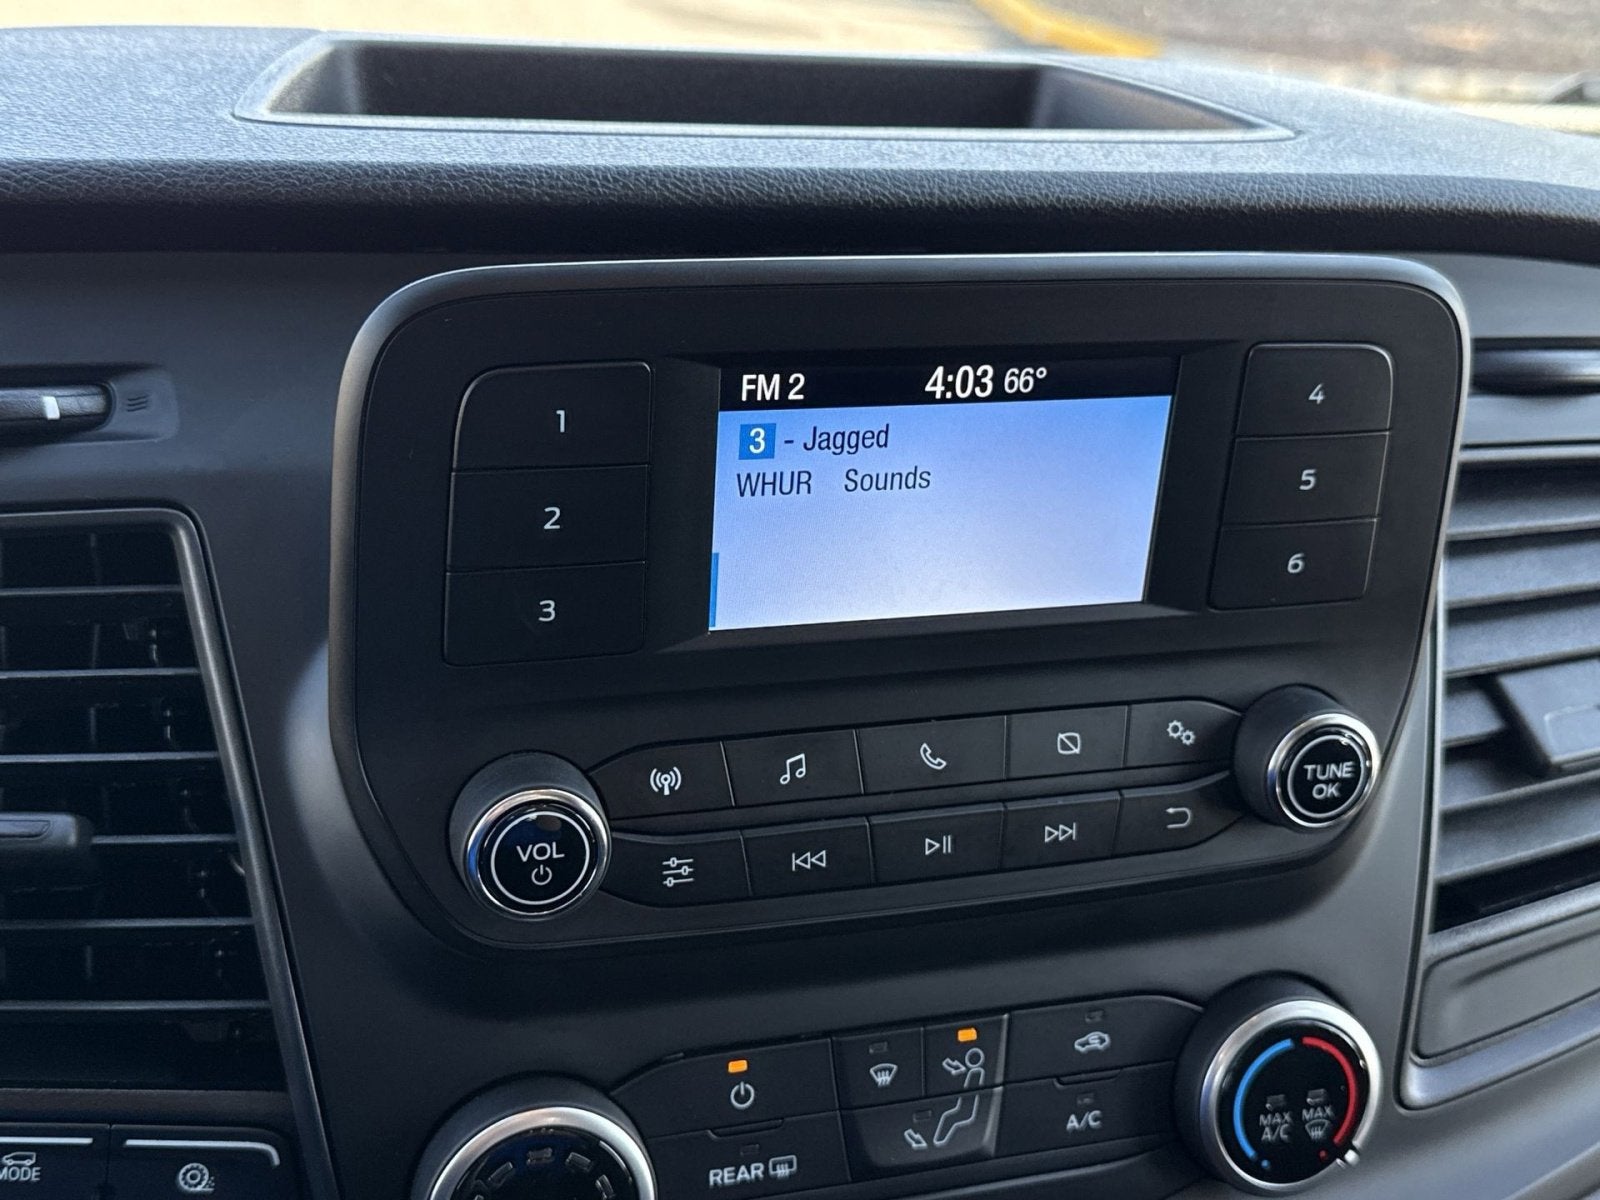 FM 2 4:03 66°
3 - Jagged
WHUR Sounds
1
2
3
4
5
6
VOL
TUNE
OK
MAX
A/C
MAX
A/C
REAR
MODE